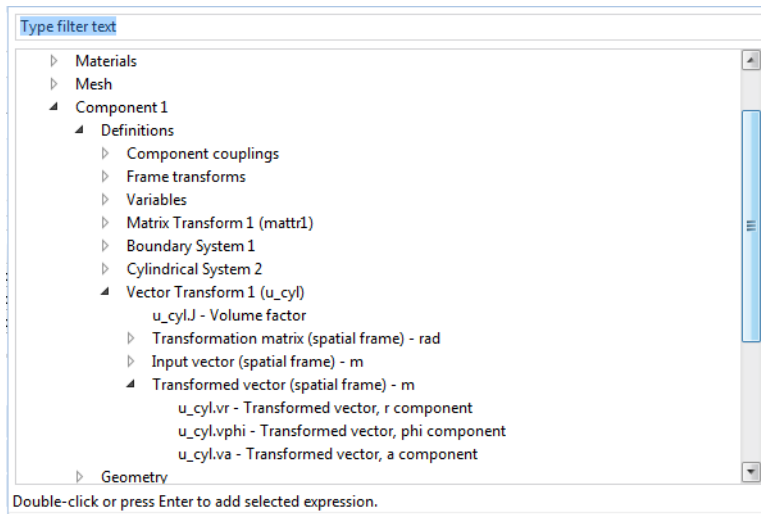 Type filter text
Materials
Mesh
Component 1
Definitions
Component couplings
Frame transforms
Variables
Matrix Transform 1 (mattr1)
Boundary System 1
Cylindrical System 2
Vector Transform 1 (u_cyl)
u_cyl.J - Volume factor
Transformation matrix (spatial frame) - rad
Input vector (spatial frame) - m
Transformed vector (spatial frame) - m
u_cyl.vr - Transformed vector, r component
u_cyl.vphi - Transformed vector, phi component
u_cyl.va - Transformed vector, a component
Geometry
Double-click or press Enter to add selected expression.